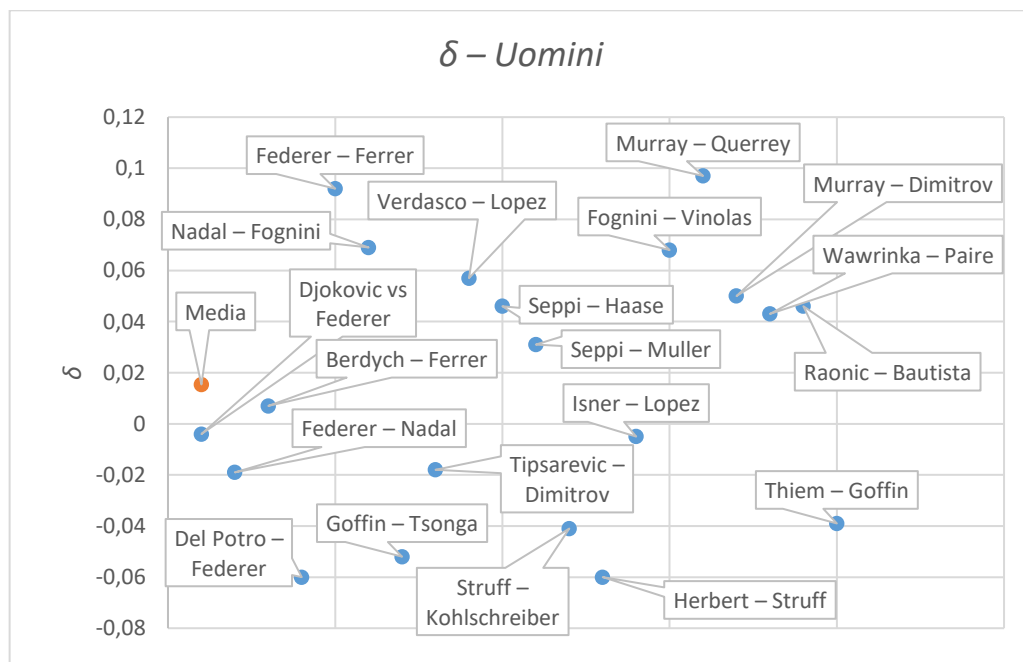 δ – Uomini
0,12
0,1
0,08
0,06
0,04
0,02
0
-0,02
-0,04
-0,06
-0,08
δ
Federer – Ferrer
Murray – Querrey
Murray – Dimitrov
Verdasco – Lopez
Nadal – Fognini
Fognini – Vinolas
Wawrinka – Paire
Djokovic vs
Federer
Media
Seppi – Haase
Seppi – Muller
Berdych – Ferrer
Raonic – Bautista
Isner – Lopez
Federer – Nadal
Tipsarevic –
Dimitrov
Thiem – Goffin
Goffin – Tsonga
Del Potro –
Federer
Struff –
Kohlschreiber
Herbert – Struff